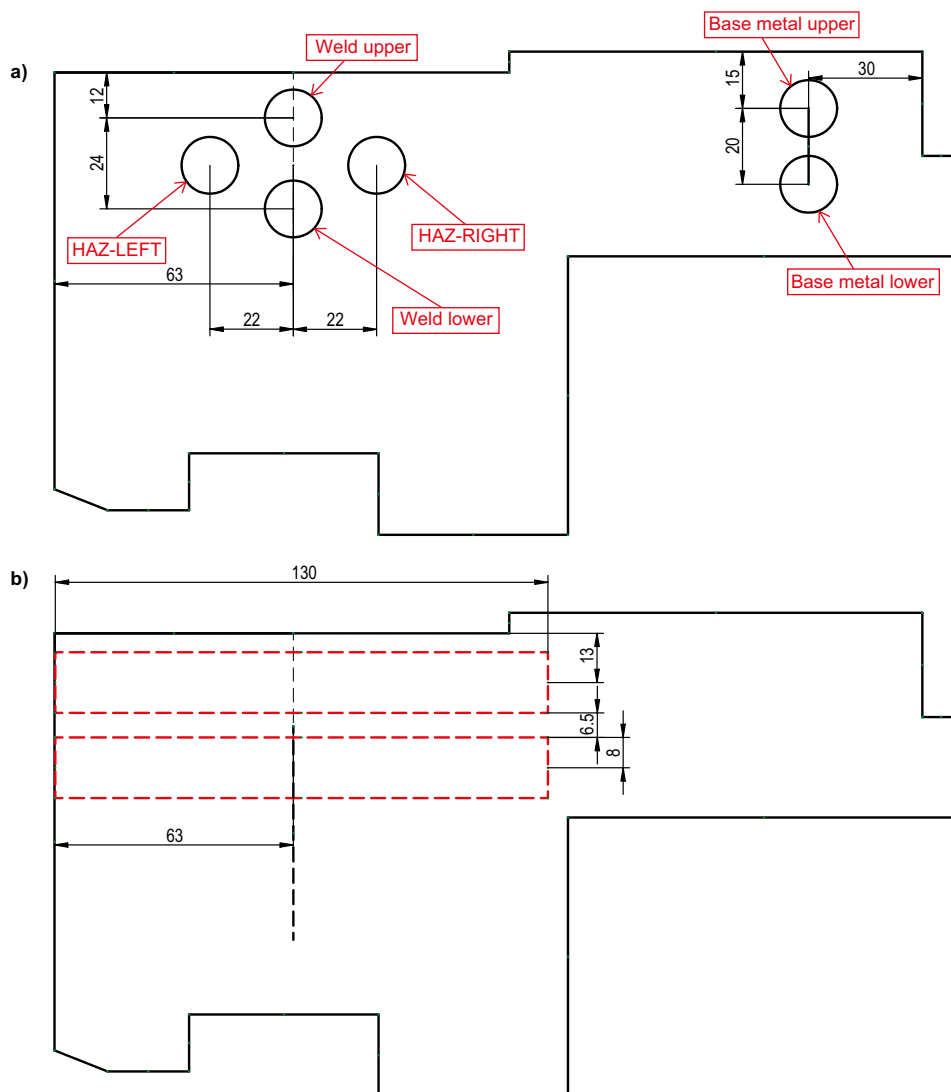 a)
Weld upper
Base metal upper
12
24
15
20
30
HAZ-LEFT
HAZ-RIGHT
63
22
22
Weld lower
Base metal lower
b)
130
13
6.5
8
63